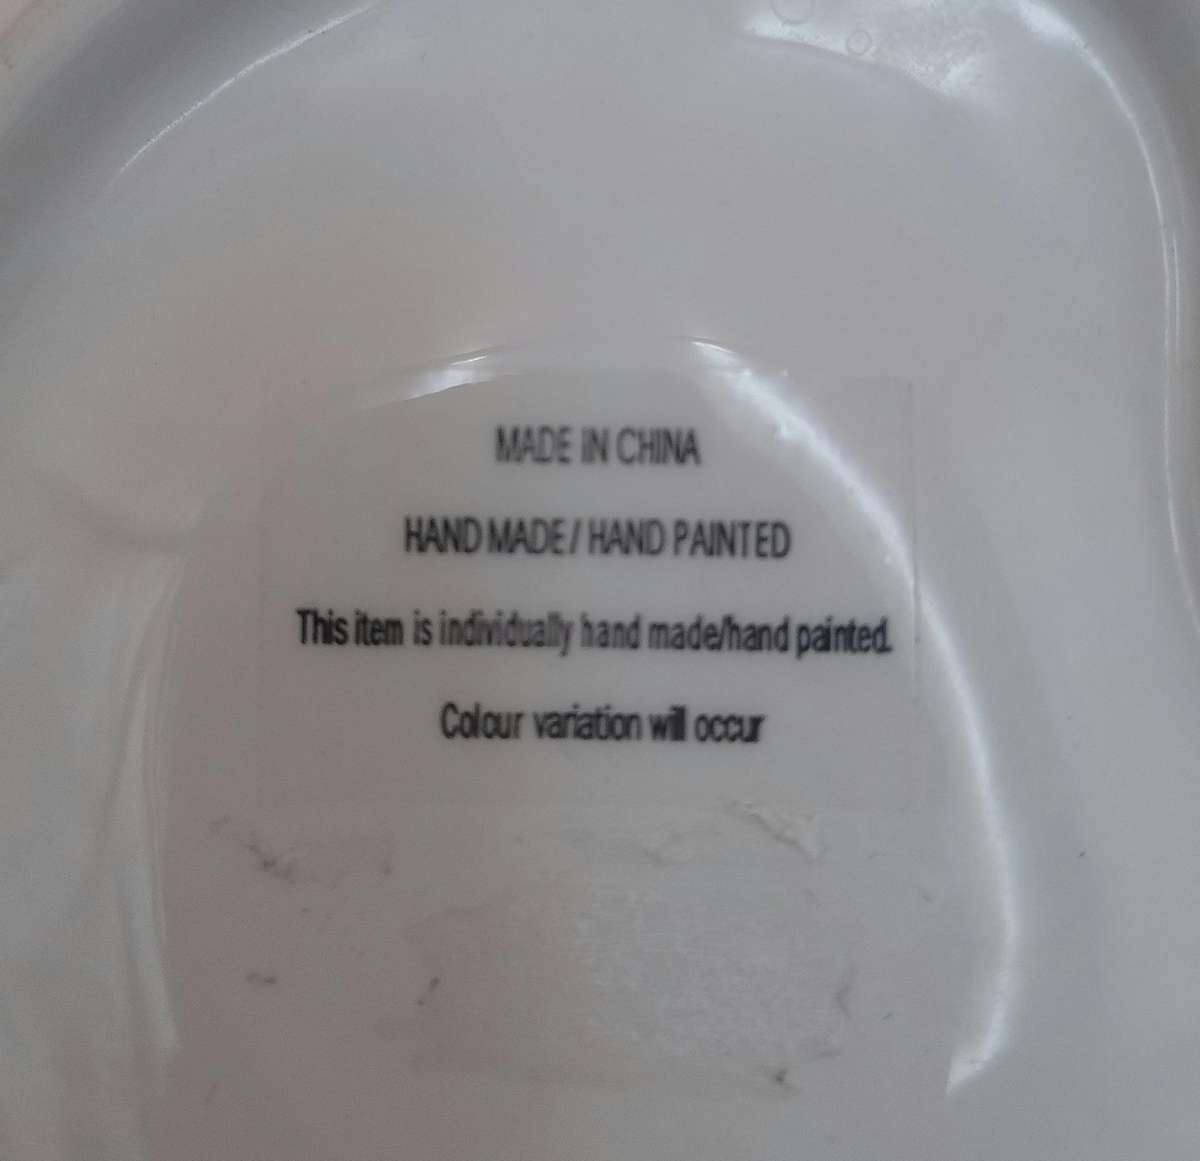 MADE IN CHINA
HAND MADE / HAND PAINTED
This item is individually hand made/hand painted.
Colour variation will occur